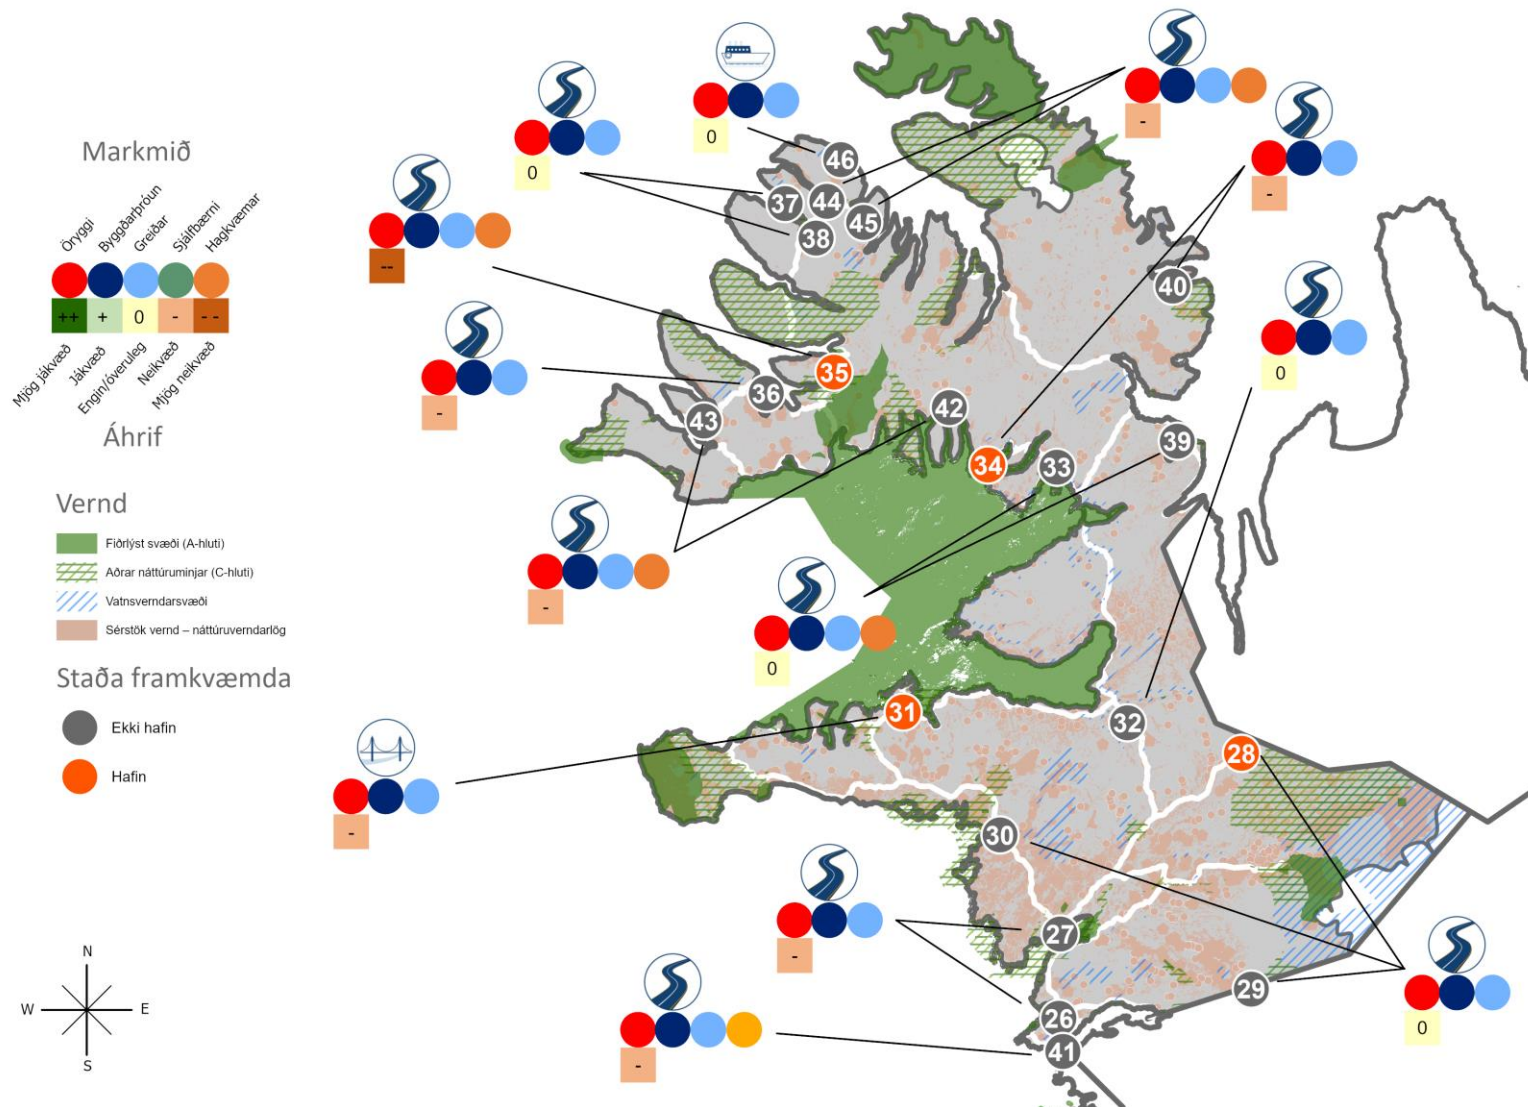 Markmið
Öryggi
Byggðarþróun
Greiðar
Sjálfbærni
Hagkvæmar
++
+
0
-
--
Mjög jákvæð
Jákvæð
Engin/óveruleg
Neikvæð
Mjög neikvæð
Áhrif
Vernd
Fiðrlýst svæði (A-hluti)
Aðrar náttúruminjar (C-hluti)
Vatnsverndarsvæði
Sérstök vernd – náttúruverndarlög
Staða framkvæmda
Ekki hafin
Hafin
N
W
E
S
0
0
-
-
--
0
-
-
0
-
-
-
0
46
37
44
45
38
40
35
36
43
42
34
33
39
31
32
28
30
27
29
26
41